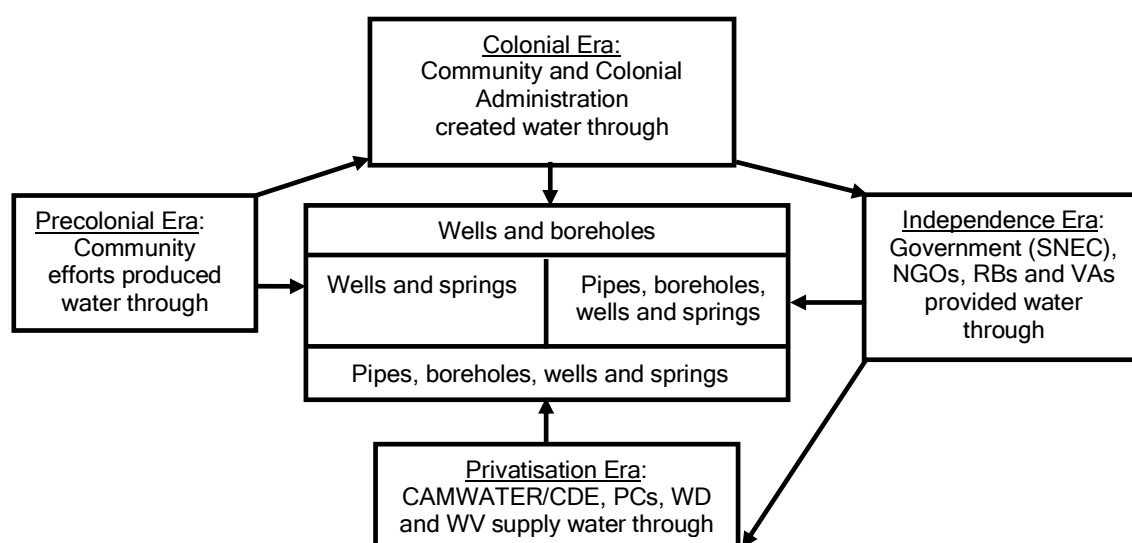 Colonial Era:
Community and Colonial
Administration
created water through
Precolonial Era:
Community
efforts produced
water through
Wells and boreholes
Wells and springs
Pipes, boreholes,
wells and springs
Pipes, boreholes, wells and springs
Independence Era:
Government (SNEC),
NGOs, RBs and VAs
provided water
through
Privatisation Era:
CAMWATER/CDE, PCs, WD
and WV supply water through